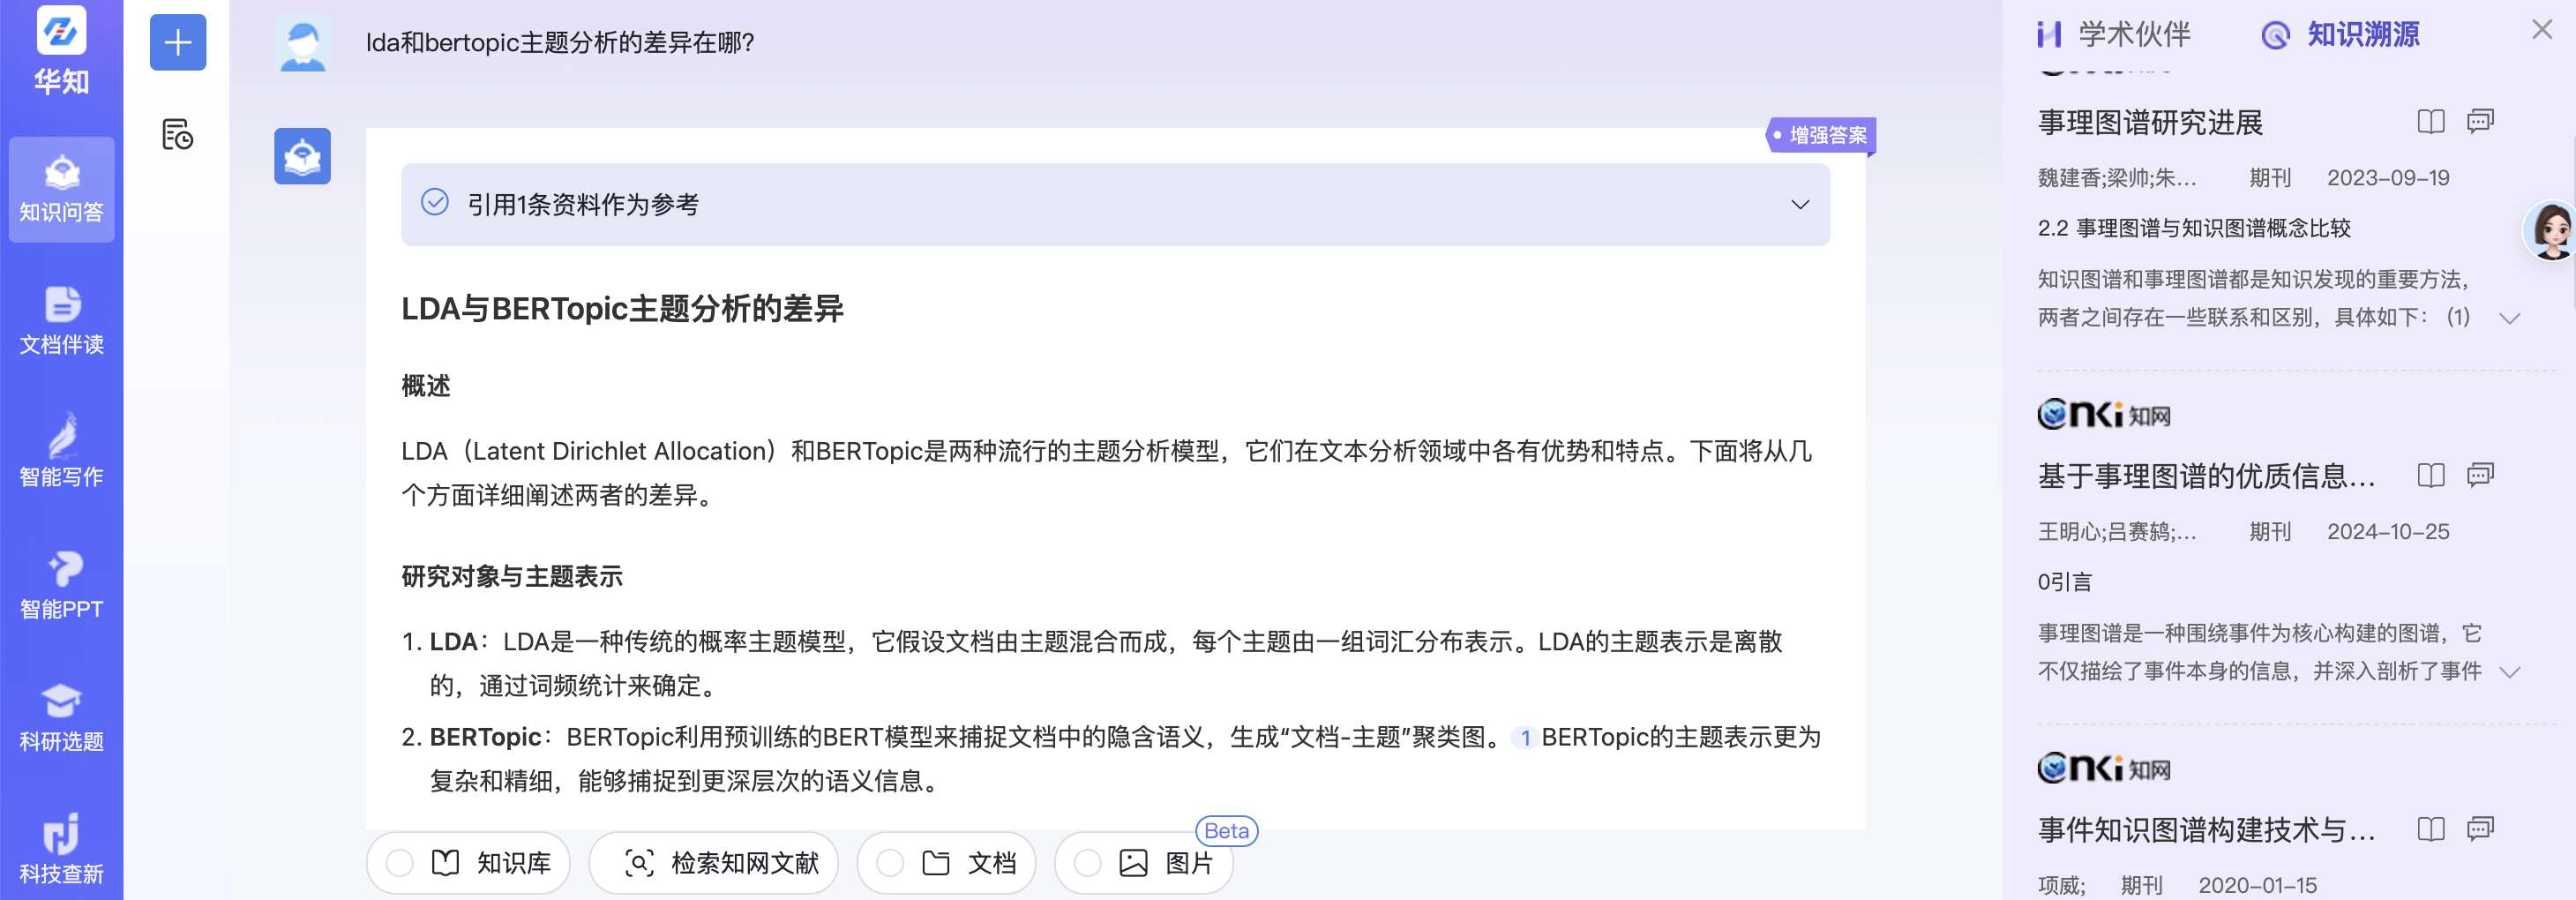 华知
知识问答
文档伴读
智能写作
智能PPT
科研选题
科技查新
lda和bertopic主题分析的差异在哪?
增强答案
引用1条资料作为参考
LDA与BERTopic主题分析的差异
概述
LDA（Latent Dirichlet Allocation）和BERTopic是两种流行的主题分析模型，它们在文本分析领域中各有优势和特点。下面将从几
个方面详细阐述两者的差异。
研究对象与主题表示
1. LDA：LDA是一种传统的概率主题模型，它假设文档由主题混合而成，每个主题由一组词汇分布表示。LDA的主题表示是离散
的，通过词频统计来确定。
2. BERTopic：BERTopic利用预训练的BERT模型来捕捉文档中的隐含语义，生成“文档-主题”聚类图。 1 BERTopic的主题表示更为
复杂和精细，能够捕捉到更深层次的语义信息。
知识库
检索知网文献
文档
图片
Beta
学术伙伴
知识溯源
事理图谱研究进展
魏建香;梁帅;朱... 期刊 2023-09-19
2.2 事理图谱与知识图谱概念比较
知识图谱和事理图谱都是知识发现的重要方法，
两者之间存在一些联系和区别，具体如下：(1)
cnki 知网
基于事理图谱的优质信息...
王明心;吕赛鸫;... 期刊 2024-10-25
0引言
事理图谱是一种围绕事件为核心构建的图谱，它
不仅描绘了事件本身的信息，并深入剖析了事件
cnki 知网
事件知识图谱构建技术与...
项威; 期刊 2020-01-15